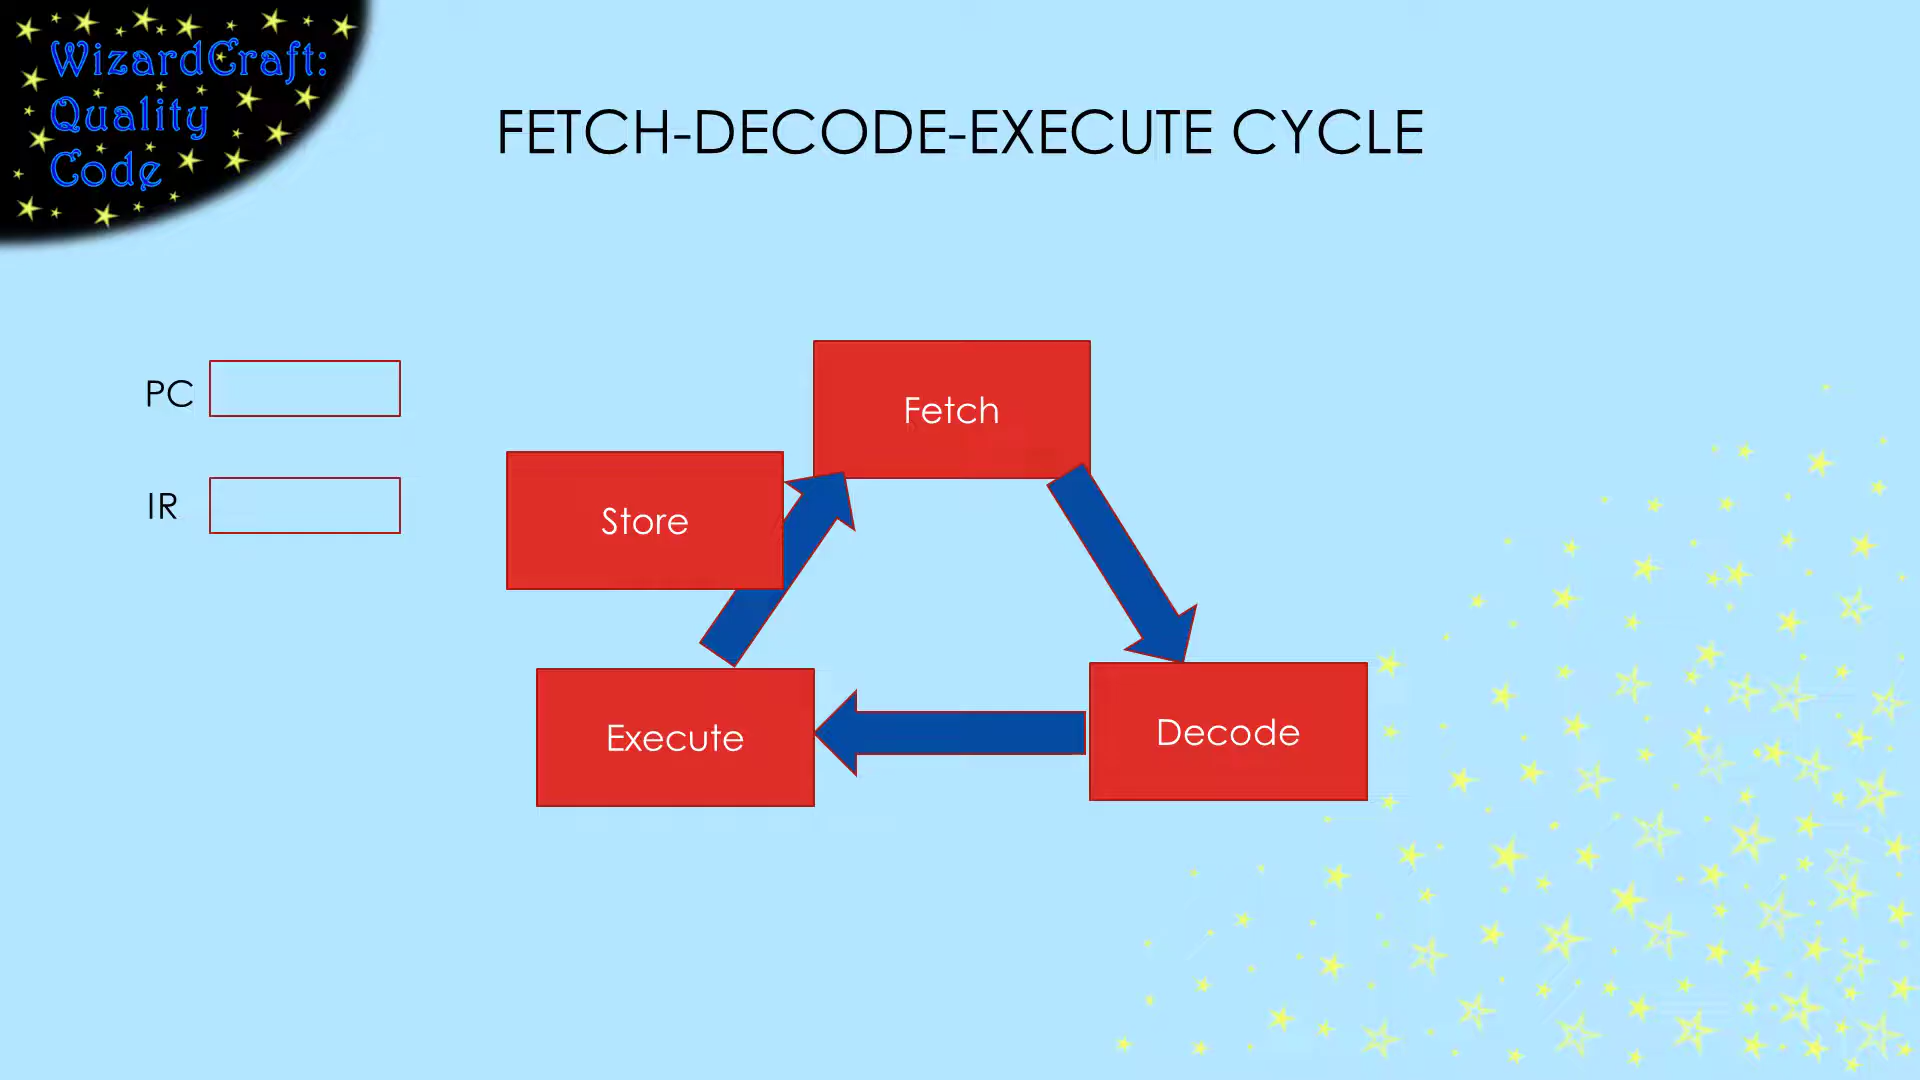 WizardCraft:
Quality
Code
FETCH-DECODE-EXECUTE CYCLE
PC
IR
Fetch
Store
Execute
Decode